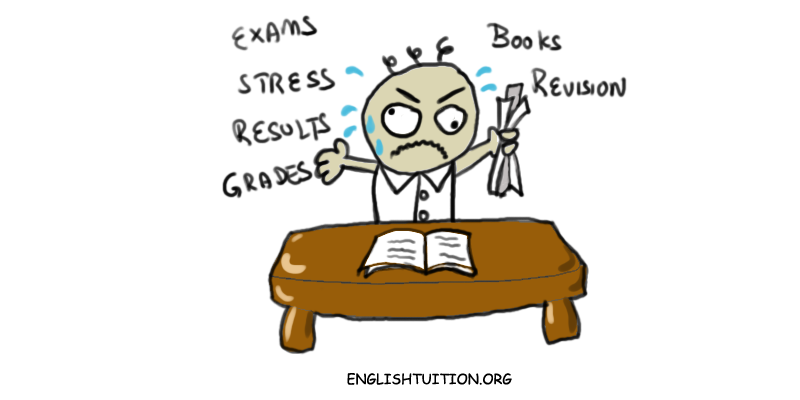 EXAMS
STRESS
RESULTS
GRADES
BOOKS
REVISION
ENGLISHTUITION.ORG